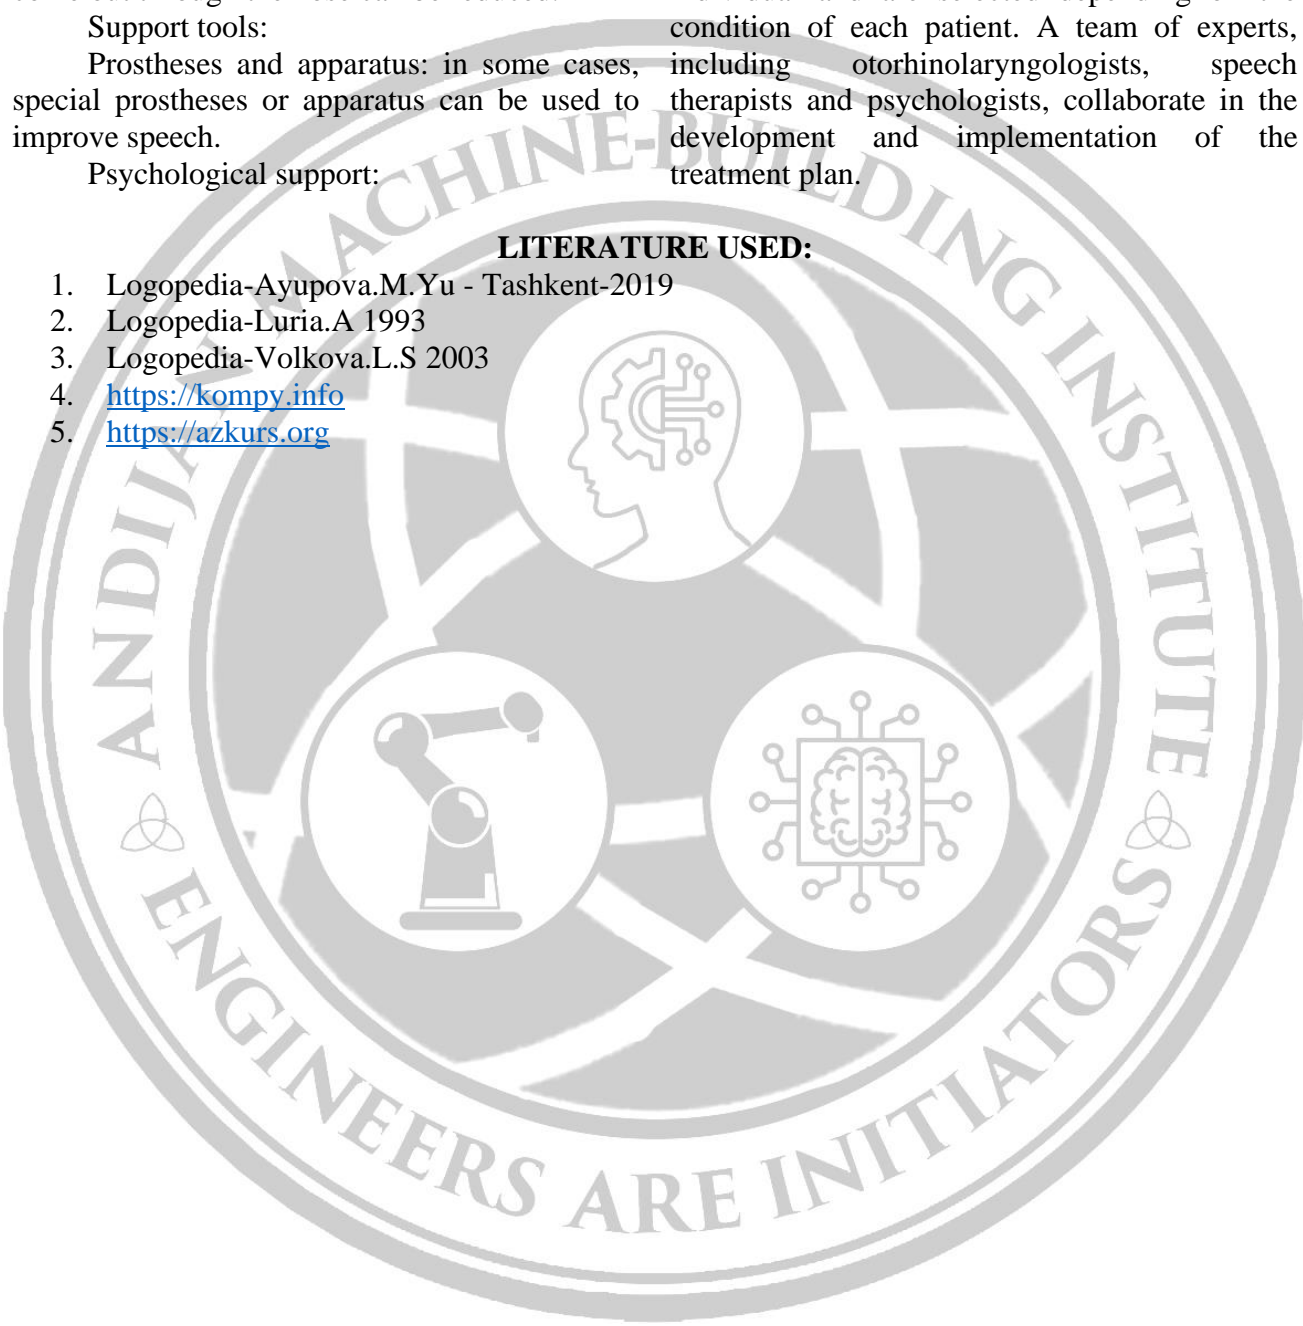 Support tools:
Prostheses and apparatus: in some cases,
special prostheses or apparatus can be used to
improve speech.
Psychological support:
condition of each patient. A team of experts,
including otorhinolaryngologists, speech
therapists and psychologists, collaborate in the
development and implementation of the
treatment plan.
LITERATURE USED:
1. Logopedia-Ayupova.M.Yu - Tashkent-2019
2. Logopedia-Luria.A 1993
3. Logopedia-Volkova.L.S 2003
4. https://kompy.info
5. https://azkurs.org
ANDIJAN MACHINE-BUILDING INSTITUTE
ENGINEERS ARE INITIATORS